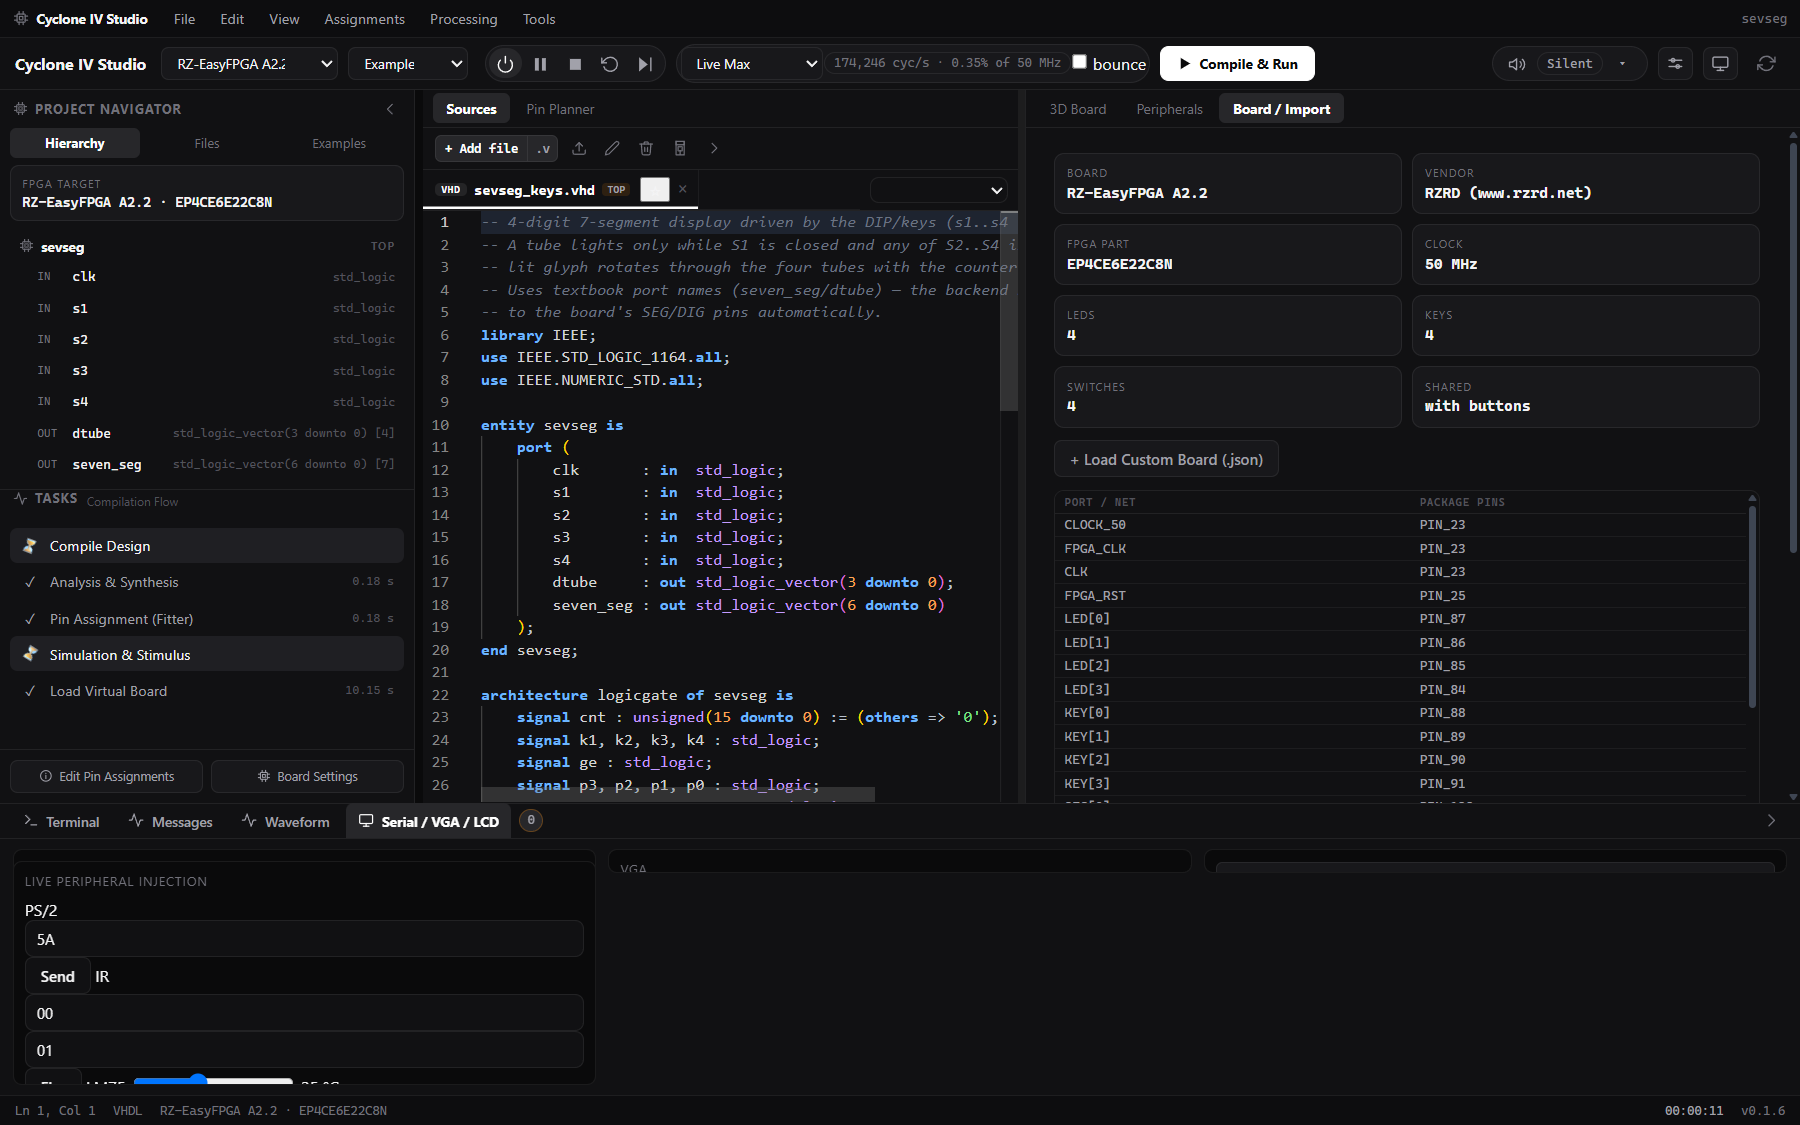 Cyclone IV Studio File Edit View Assignments Processing Tools sevseg
Cyclone IV Studio RZ-EasyFPGA A2.2 Example Live Max 174,246 cyc/s · 0.35% of 50 MHz bounce Compile & Run Silent
PROJECT NAVIGATOR
Hierarchy Files Examples
FPGA TARGET
RZ-EasyFPGA A2.2 · EP4CE6E22C8N
sevseg TOP
IN clk std_logic
IN s1 std_logic
IN s2 std_logic
IN s3 std_logic
IN s4 std_logic
OUT dtube std_logic_vector(3 downto 0) [4]
OUT seven_seg std_logic_vector(6 downto 0) [7]
TASKS Compilation Flow
Compile Design
Analysis & Synthesis 0.18 s
Pin Assignment (Fitter) 0.18 s
Simulation & Stimulus
Load Virtual Board 10.15 s
Edit Pin Assignments Board Settings
Sources Pin Planner
+ Add file .v
VHD sevseg_keys.vhd TOP ×
1 -- 4-digit 7-segment display driven by the DIP/keys (s1..s4
2 -- A tube lights only while S1 is closed and any of S2..S4 i
3 -- lit glyph rotates through the four tubes with the counter
4 -- Uses textbook port names (seven_seg/dtube) — the backend
5 -- to the board's SEG/DIG pins automatically.
6 library IEEE;
7 use IEEE.STD_LOGIC_1164.all;
8 use IEEE.NUMERIC_STD.all;
9
10 entity sevseg is
11 port (
12 clk : in std_logic;
13 s1 : in std_logic;
14 s2 : in std_logic;
15 s3 : in std_logic;
16 s4 : in std_logic;
17 dtube : out std_logic_vector(3 downto 0);
18 seven_seg : out std_logic_vector(6 downto 0)
19 );
20 end sevseg;
21
22 architecture logicgate of sevseg is
23 signal cnt : unsigned(15 downto 0) := (others => '0');
24 signal k1, k2, k3, k4 : std_logic;
25 signal ge : std_logic;
26 signal p3, p2, p1, p0 : std_logic;
3D Board Peripherals Board / Import
BOARD
RZ-EasyFPGA A2.2
VENDOR
RZRD (www.rzrd.net)
FPGA PART
EP4CE6E22C8N
CLOCK
50 MHz
LEDS
4
KEYS
4
SWITCHES
4
SHARED
with buttons
+ Load Custom Board (.json)
PORT / NET PACKAGE PINS
CLOCK_50 PIN_23
FPGA_CLK PIN_23
CLK PIN_23
FPGA_RST PIN_25
LED[0] PIN_87
LED[1] PIN_86
LED[2] PIN_85
LED[3] PIN_84
KEY[0] PIN_88
KEY[1] PIN_89
KEY[2] PIN_90
KEY[3] PIN_91
Terminal Messages Waveform Serial / VGA / LCD 0
LIVE PERIPHERAL INJECTION
PS/2
5A
Send IR
00
01
VGA
Ln 1, Col 1 VHDL RZ-EasyFPGA A2.2 · EP4CE6E22C8N 00:00:11 v0.1.6